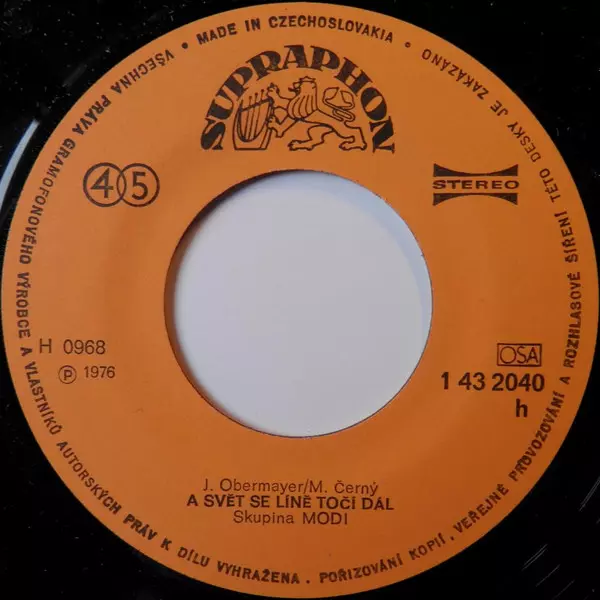 VŠECHNA PRÁVA GRAMOFONOVÉHO VÝROBCE A VLASTNÍKŮ AUTORSKÝCH PRÁV K DÍLU VYHRAŽENA . POŘIZOVÁNÍ KOPIÍ , VEŘEJNÉ PROVOZOVÁNÍ A ROZHLASOVÉ ŠÍŘENÍ TÉTO DESKY JE ZAKÁZÁNO
• MADE IN CZECHOSLOVAKIA •
SUPRAPHON
45
STEREO
H 0968
℗ 1976
OSA
1 43 2040
h
J. Obermayer/M. Černý
A SVĚT SE LÍNĚ TOČÍ DÁL
Skupina MODI